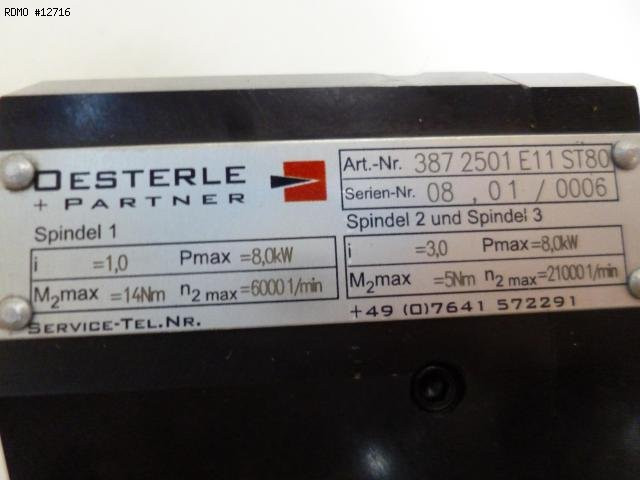 RDMO #12716
OESTERLE
+ PARTNER
Art.-Nr. 387 2501 E11 ST80
Serien-Nr. 08 . 01 / 0006
Spindel 1
i =1,0 Pmax =8,0kW
M2max =14Nm n2 max =6000 1/min
Spindel 2 und Spindel 3
i =3,0 Pmax =8,0kW
M2max =5Nm n2 max =21000 1/min
SERVICE-TEL.NR. +49 (0)7641 572291